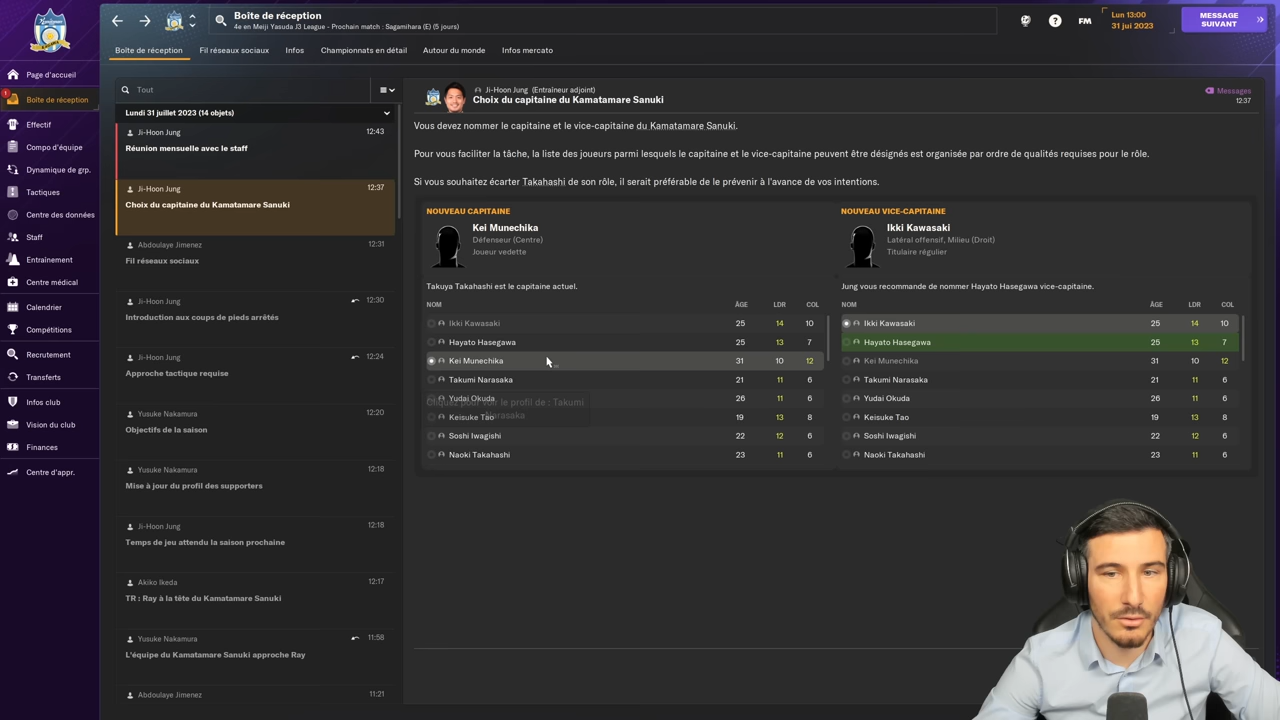 Boîte de réception
4e en Meiji Yasuda J3 League - Prochain match : Sagamihara (E) (5 jours)
FM
Lun 13:00
31 jui 2023
MESSAGE SUIVANT
Boîte de réception
Fil réseaux sociaux
Infos
Championnats en détail
Autour du monde
Infos mercato
Page d'accueil
1
Boîte de réception
Effectif
Compo d'équipe
Dynamique de grp.
Tactiques
Centre des données
Staff
Entraînement
Centre médical
Calendrier
Compétitions
Recrutement
Transferts
Infos club
Vision du club
Finances
Centre d'appr.
Tout
Lundi 31 juillet 2023 (14 objets)
Ji-Hoon Jung 12:43
Réunion mensuelle avec le staff
Ji-Hoon Jung 12:37
Choix du capitaine du Kamatamare Sanuki
Abdoulaye Jimenez 12:31
Fil réseaux sociaux
Ji-Hoon Jung 12:30
Introduction aux coups de pieds arrêtés
Ji-Hoon Jung 12:24
Approche tactique requise
Yusuke Nakamura 12:20
Objectifs de la saison
Yusuke Nakamura 12:18
Mise à jour du profil des supporters
Ji-Hoon Jung 12:18
Temps de jeu attendu la saison prochaine
Akiko Ikeda 12:17
TR : Ray à la tête du Kamatamare Sanuki
Yusuke Nakamura 11:58
L'équipe du Kamatamare Sanuki approche Ray
Abdoulaye Jimenez 11:21
Ji-Hoon Jung (Entraîneur adjoint)
Choix du capitaine du Kamatamare Sanuki
Messages
12:37
Vous devez nommer le capitaine et le vice-capitaine du Kamatamare Sanuki.
Pour vous faciliter la tâche, la liste des joueurs parmi lesquels le capitaine et le vice-capitaine peuvent être désignés est organisée par ordre de qualités requises pour le rôle.
Si vous souhaitez écarter Takahashi de son rôle, il serait préférable de le prévenir à l'avance de vos intentions.
NOUVEAU CAPITAINE
Kei Munechika
Défenseur (Centre)
Joueur vedette
Takuya Takahashi est le capitaine actuel.
NOM ÂGE LDR COL
Ikki Kawasaki 25 14 10
Hayato Hasegawa 25 13 7
Kei Munechika 31 10 12
Takumi Narasaka 21 11 6
Yudai Okuda 26 11 6
Cliquez pour voir le profil de : Takumi Narasaka
Keisuke Tao 19 13 8
Soshi Iwagishi 22 12 6
Naoki Takahashi 23 11 6
NOUVEAU VICE-CAPITAINE
Ikki Kawasaki
Latéral offensif, Milieu (Droit)
Titulaire régulier
Jung vous recommande de nommer Hayato Hasegawa vice-capitaine.
NOM ÂGE LDR COL
Ikki Kawasaki 25 14 10
Hayato Hasegawa 25 13 7
Kei Munechika 31 10 12
Takumi Narasaka 21 11 6
Yudai Okuda 26 11 6
Keisuke Tao 19 13 8
Soshi Iwagishi 22 12 6
Naoki Takahashi 23 11 6